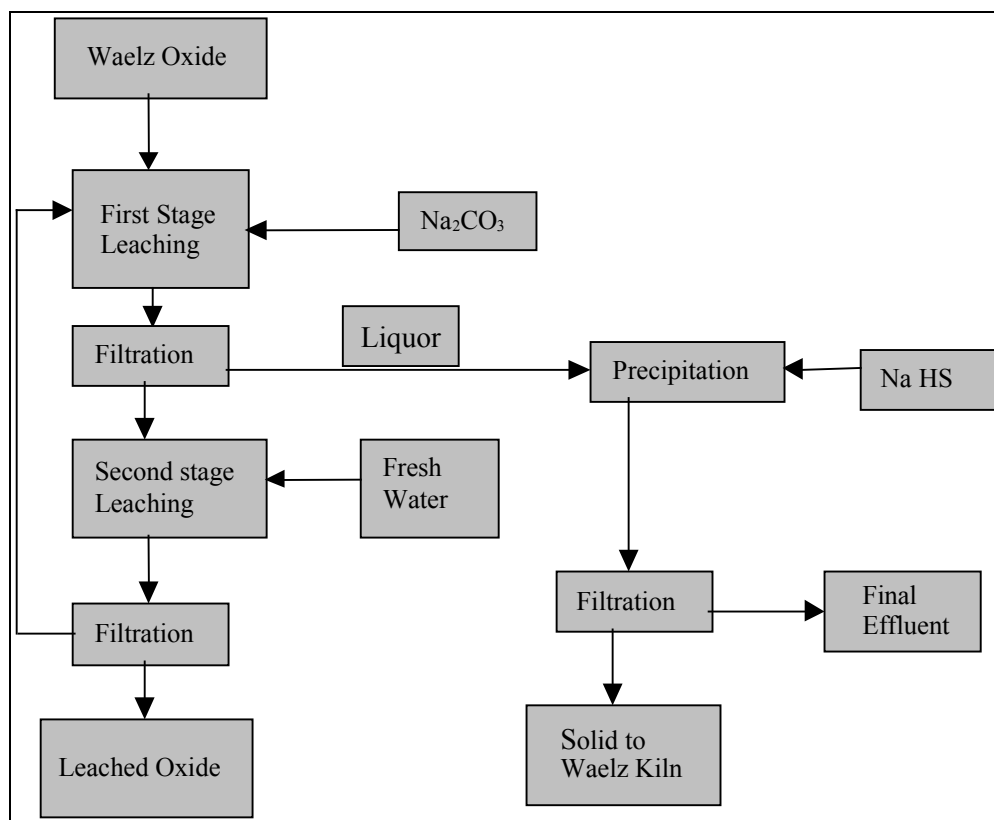 Waelz Oxide
First Stage
Leaching
Na₂CO₃
Filtration
Liquor
Precipitation
Na HS
Second stage
Leaching
Fresh
Water
Filtration
Filtration
Final
Effluent
Leached Oxide
Solid to
Waelz Kiln